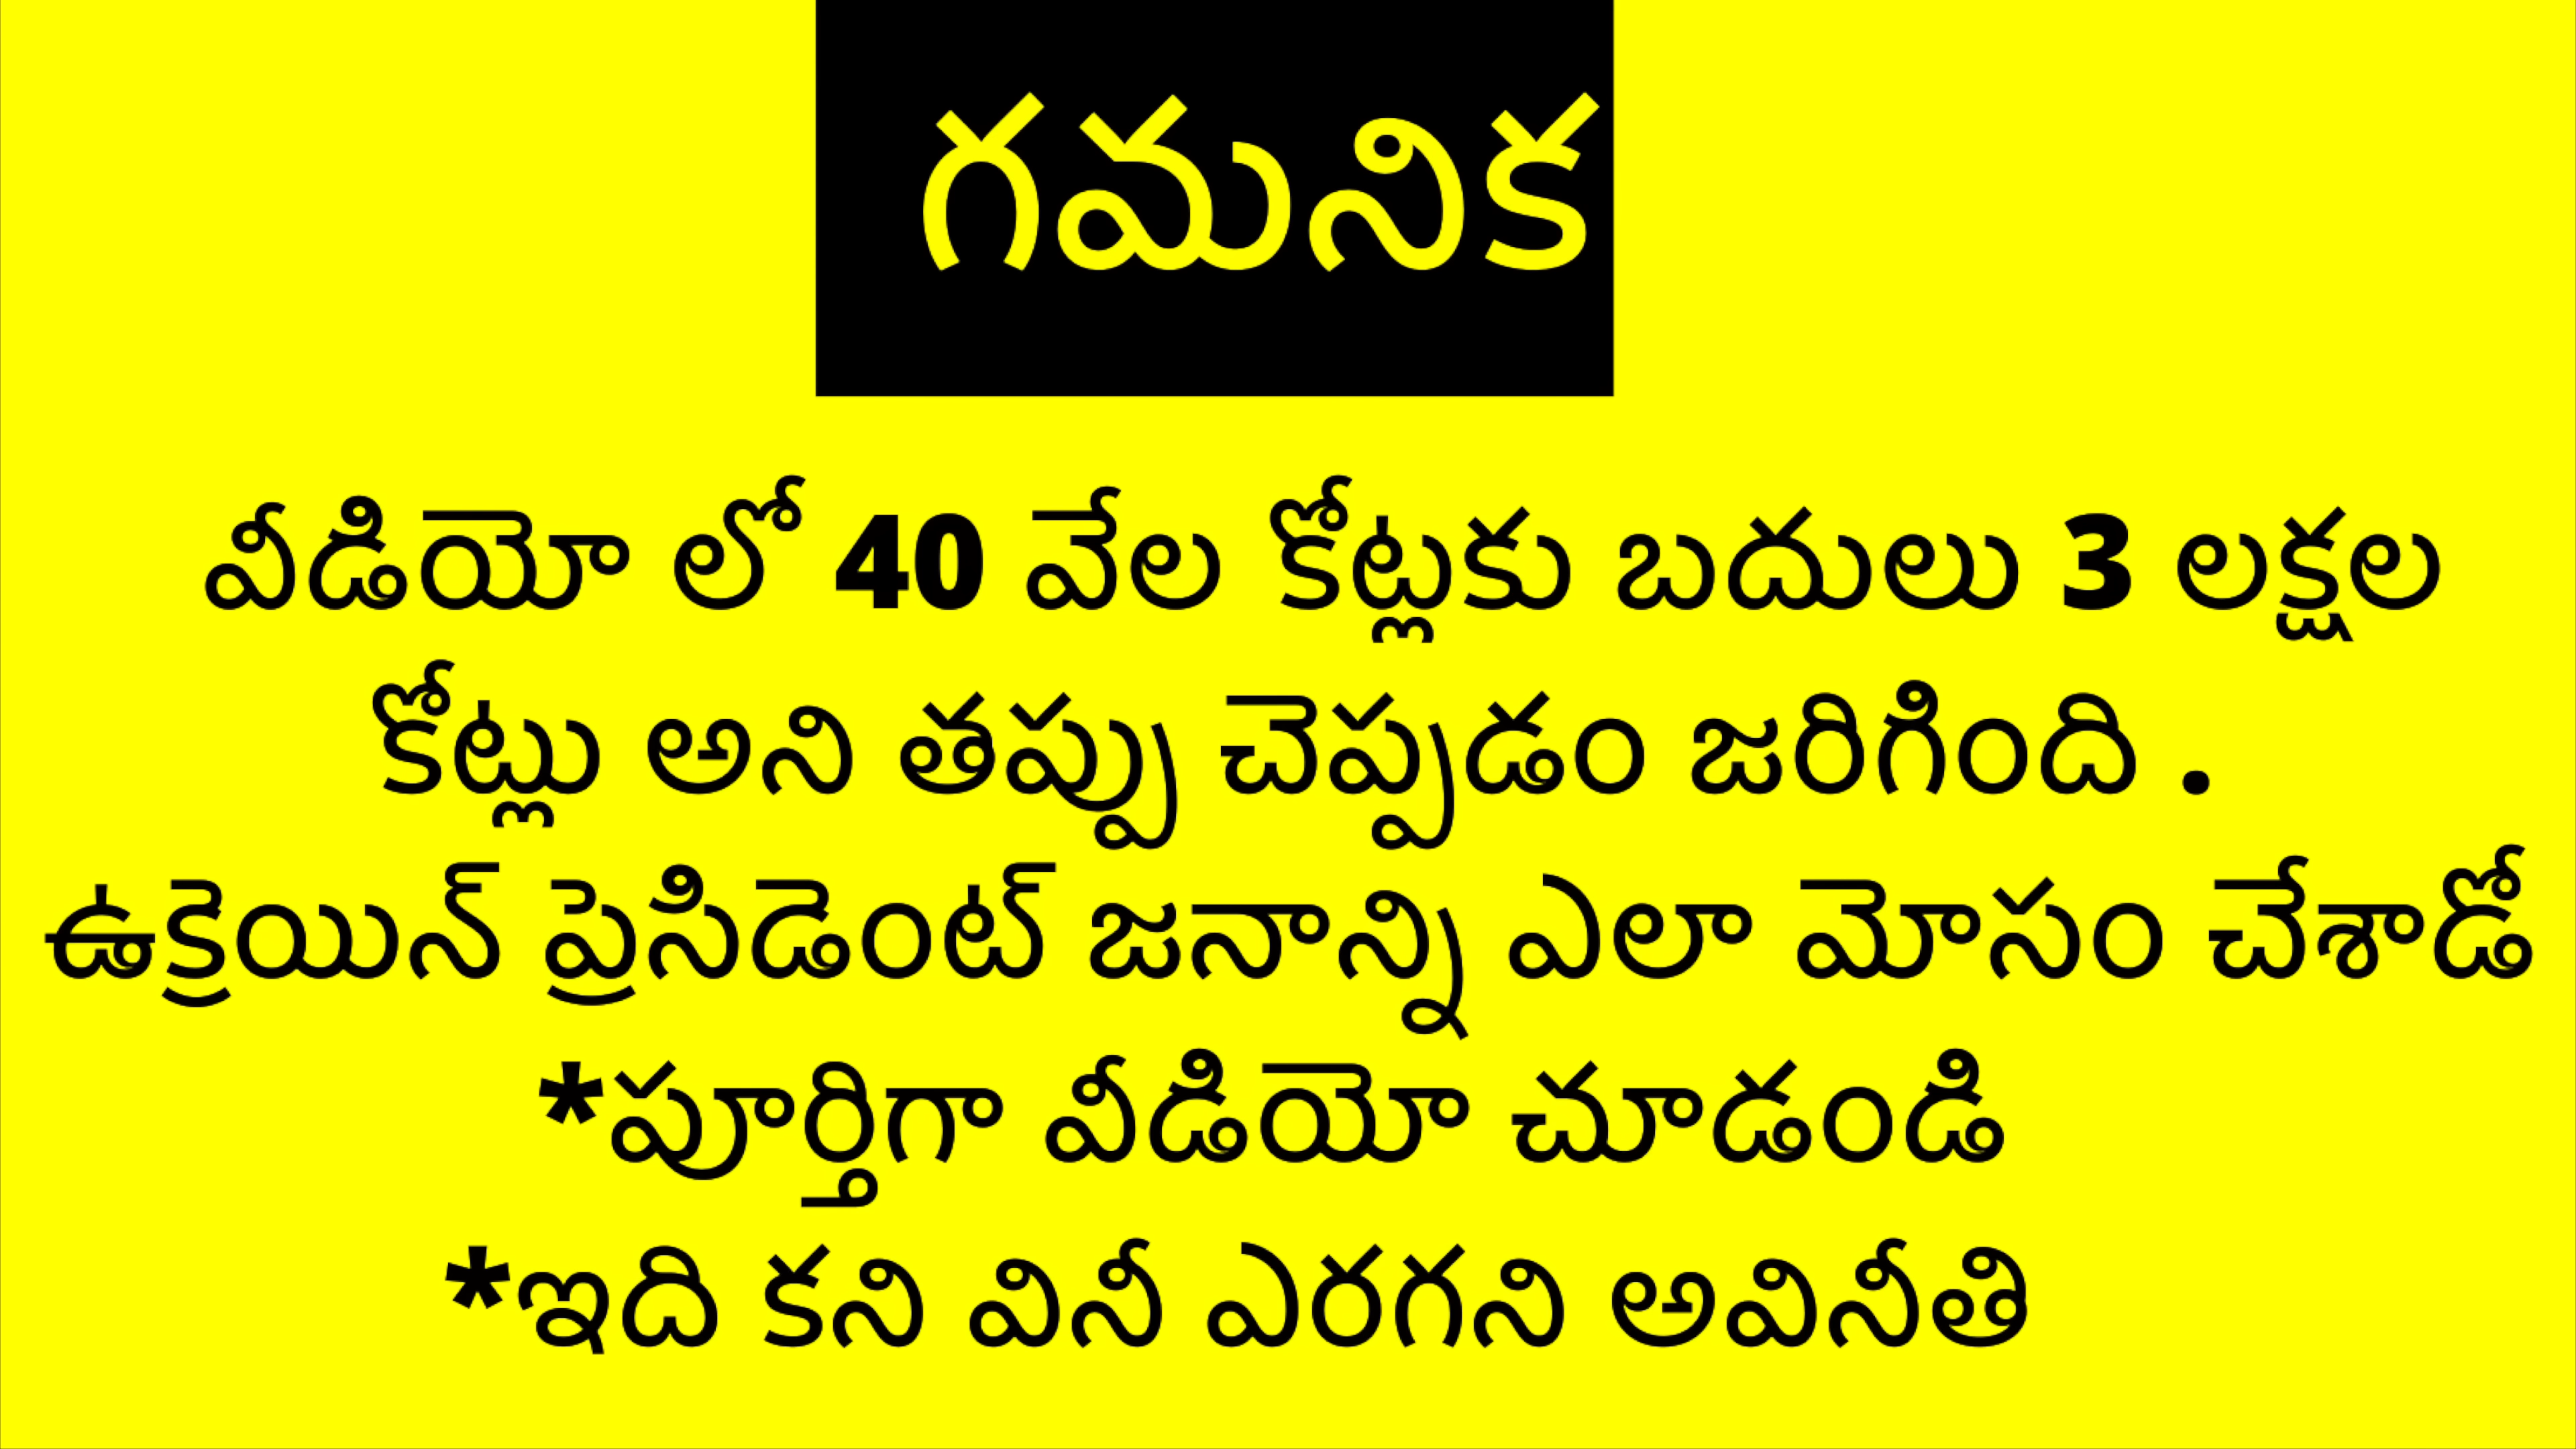 గమనిక
వీడియో లో 40 వేల కోట్లకు బదులు 3 లక్షల
కోట్లు అని తప్పు చెప్పడం జరిగింది .
ఉక్రెయిన్ ప్రెసిడెంట్ జనాన్ని ఎలా మోసం చేశాడో
*పూర్తిగా వీడియో చూడండి
*ఇది కని వినీ ఎరగని అవినీతి